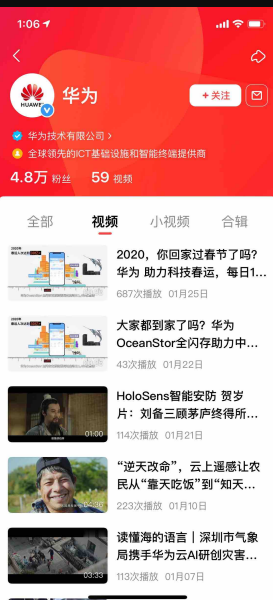 1:06
HUAWEI
华为
+ 关注
华为技术有限公司
全球领先的ICT基础设施和智能终端提供商
4.8万 粉丝 59 视频
全部 视频 小视频 合辑
2020，你回家过春节了吗？
华为 助力科技春运，每日1...
687次播放 01月25日
大家都到家了吗？华为
OceanStor全闪存助力中...
43次播放 01月22日
HoloSens智能安防 贺岁
片：刘备三顾茅庐终得所...
01:00
114次播放 01月21日
“逆天改命”，云上遥感让农
民从“靠天吃饭”到“知天...
04:30
223次播放 01月10日
读懂海的语言｜深圳市气象
局携手华为云AI研创灾害...
03:33
113次播放 01月07日